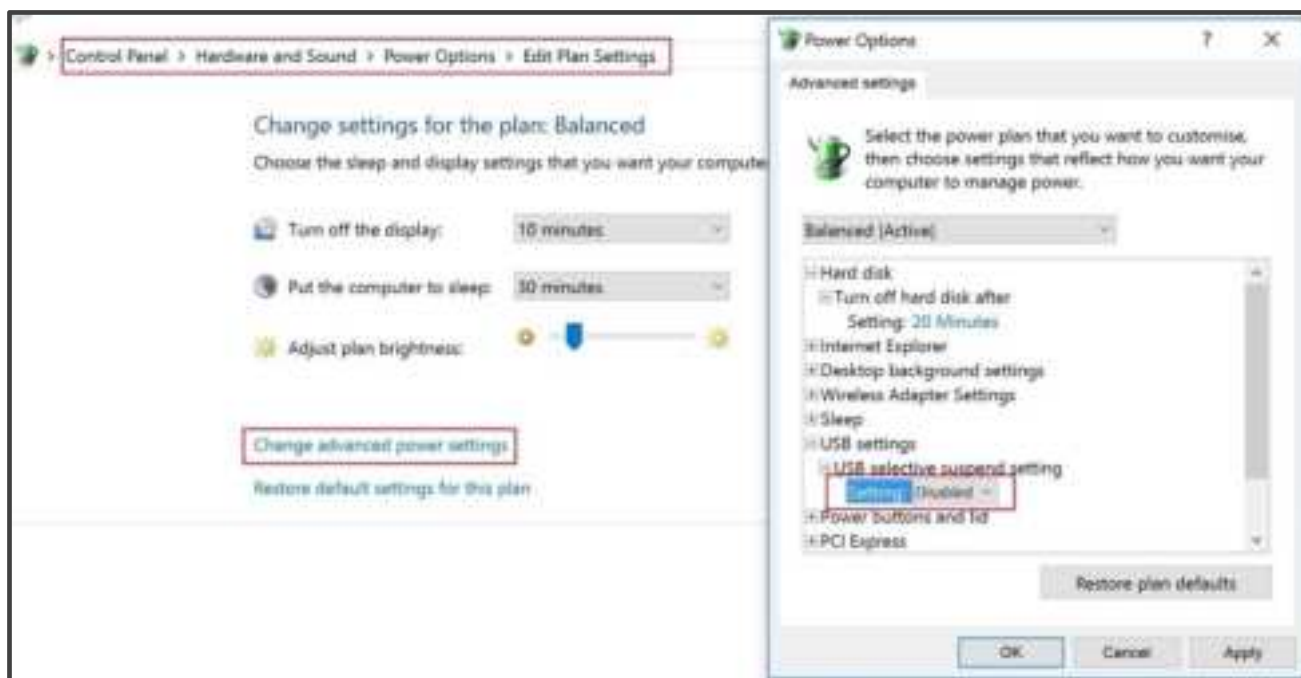 Control Panel > Hardware and Sound > Power Options > Edit Plan Settings
Change settings for the plan: Balanced
Choose the sleep and display settings that you want your compute
Turn off the display: 10 minutes
Put the computer to sleep: 30 minutes
Adjust plan brightness:
Change advanced power settings
Restore default settings for this plan
Power Options ? ×
Advanced settings
Select the power plan that you want to customise,
then choose settings that reflect how you want your
computer to manage power.
Balanced [Active]
Hard disk
Turn off hard disk after
Setting: 20 Minutes
Internet Explorer
Desktop background settings
Wireless Adapter Settings
Sleep
USB settings
USB selective suspend setting
Setting: Disabled
Power buttons and lid
PCI Express
Restore plan defaults
OK Cancel Apply